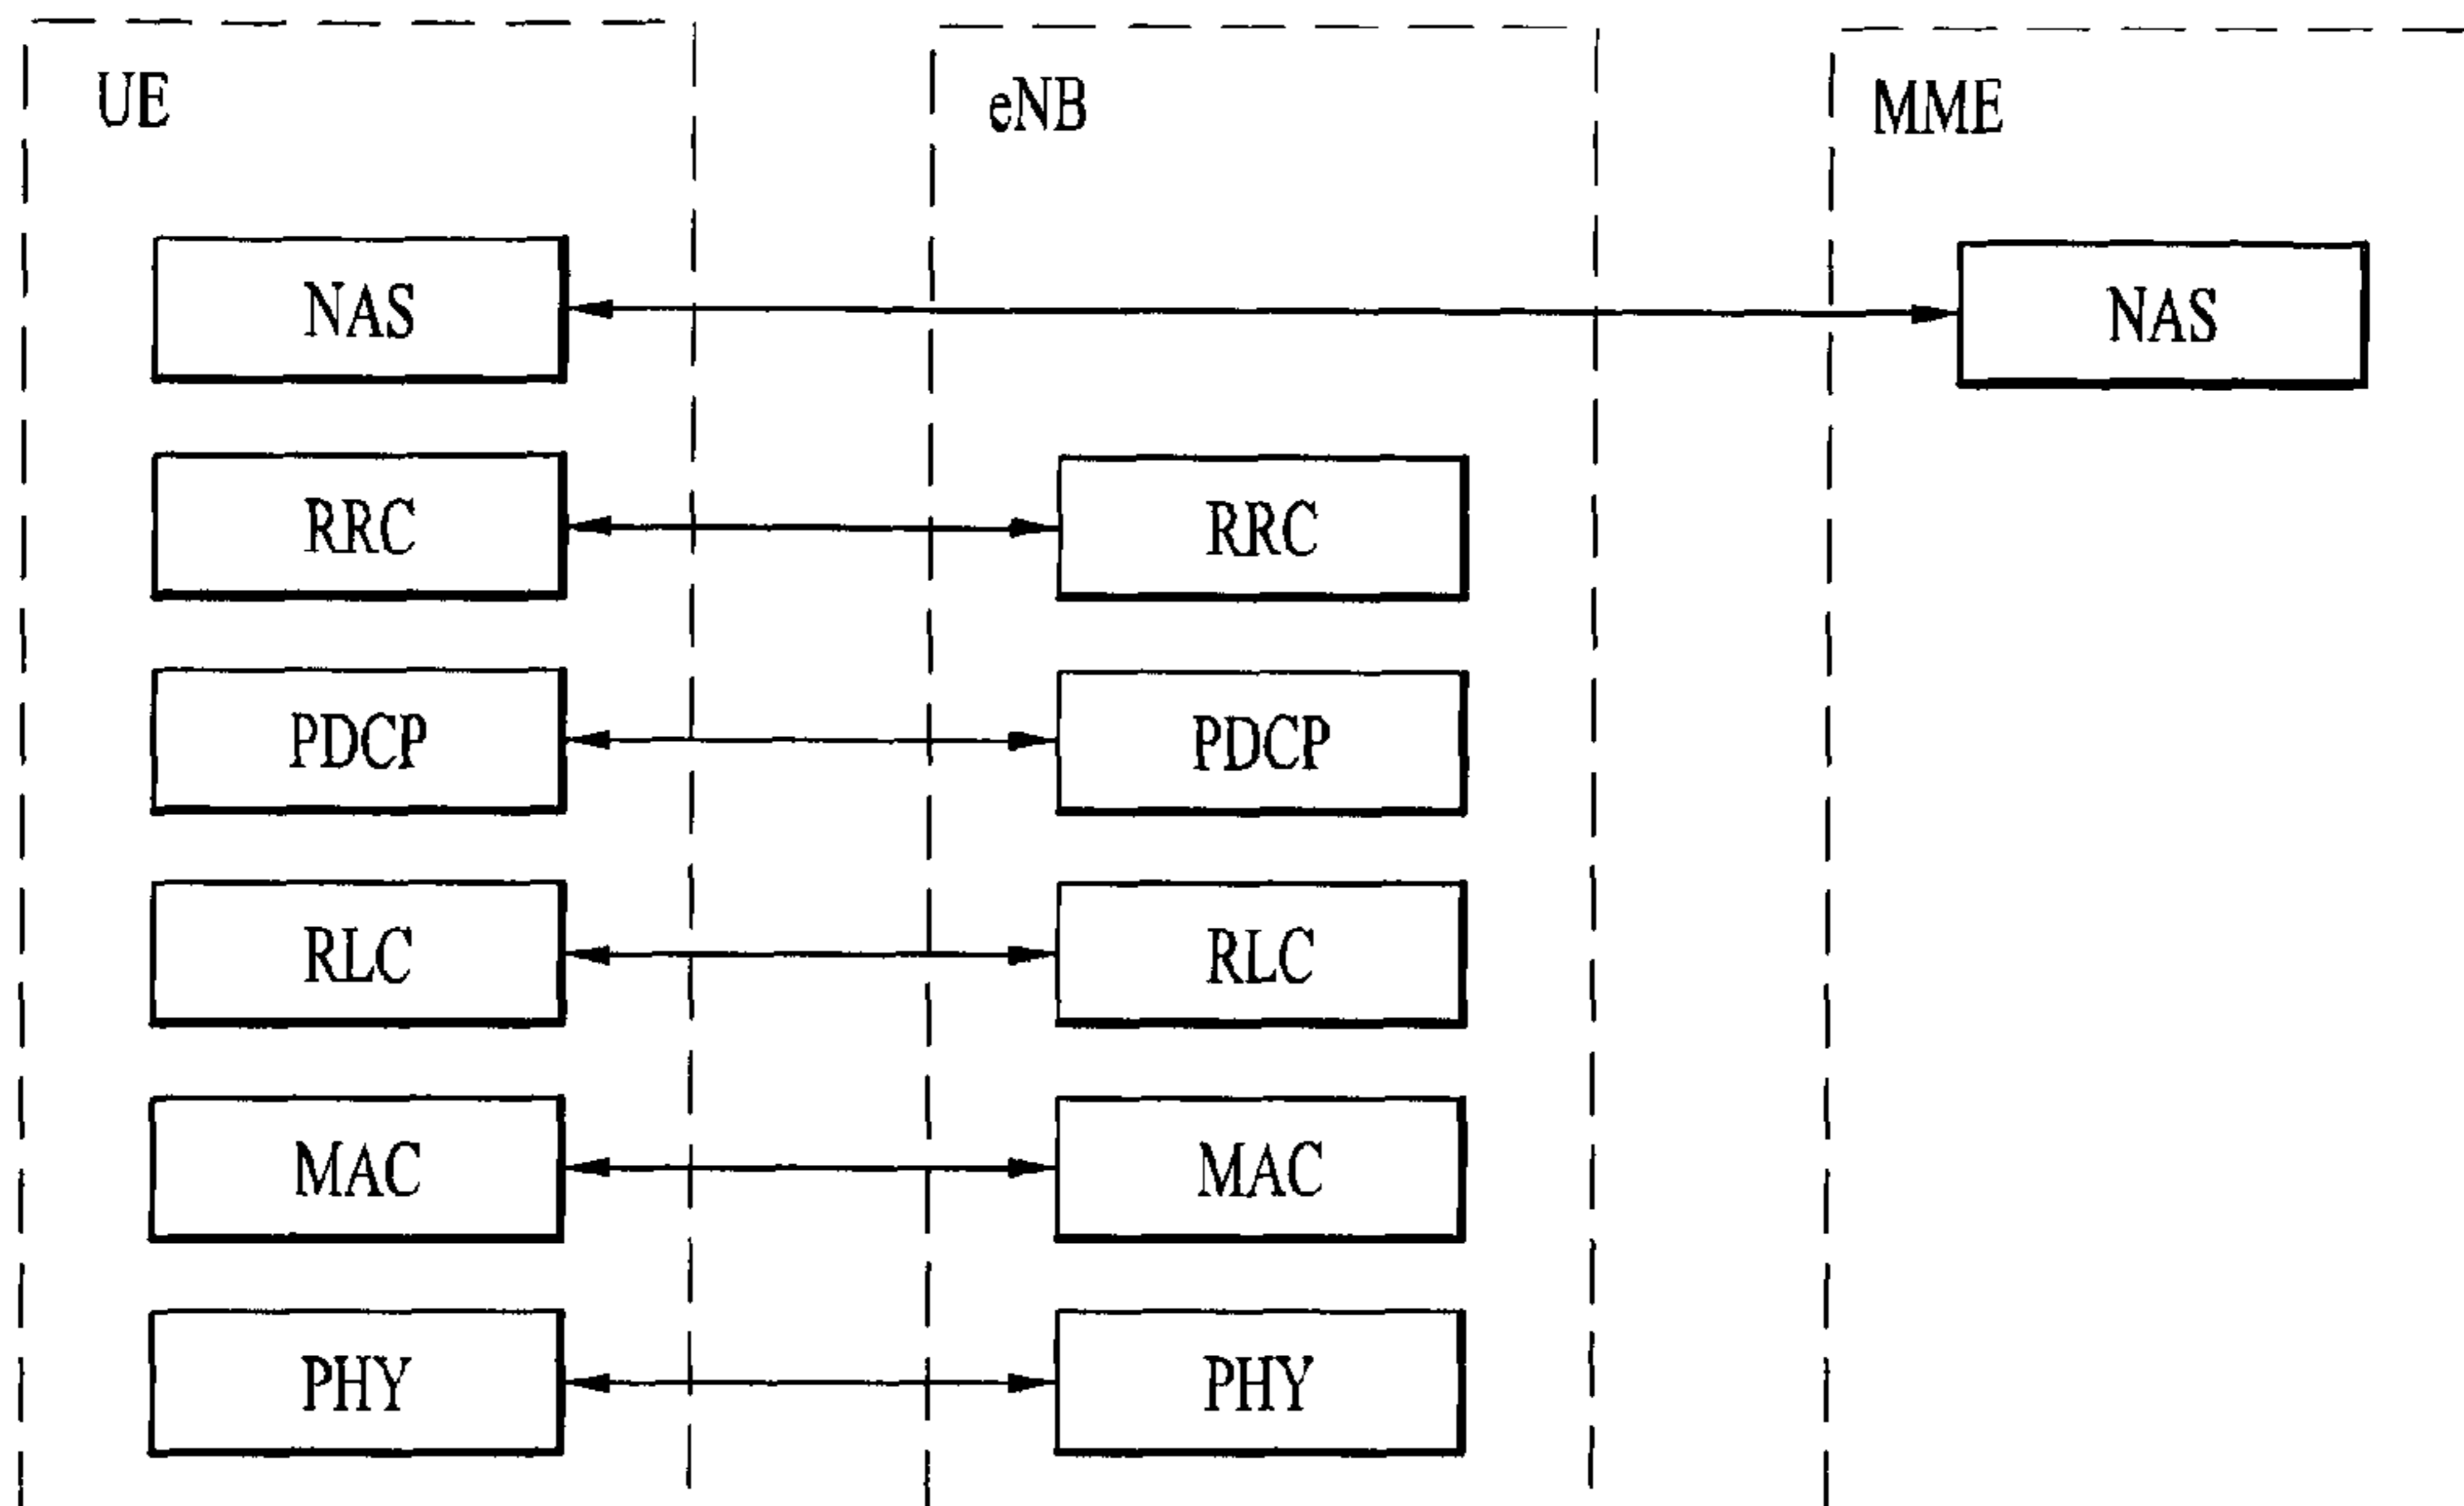 UE eNB MME
NAS NAS
RRC RRC
PDCP PDCP
RLC RLC
MAC MAC
PHY PHY